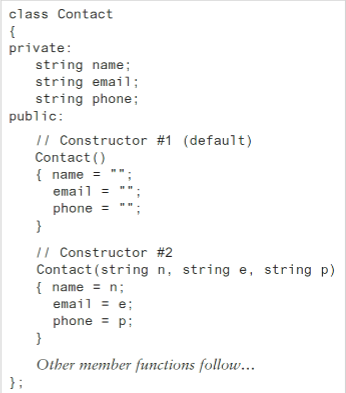 class Contact
{
private:
string name;
string email;
string phone;
public:
// Constructor #1 (default)
Contact()
{ name = "";
email = "";
phone = "";
}
// Constructor #2
Contact(string n, string e, string p)
{ name = n;
email = e;
phone = p;
}
Other member functions follow…
};